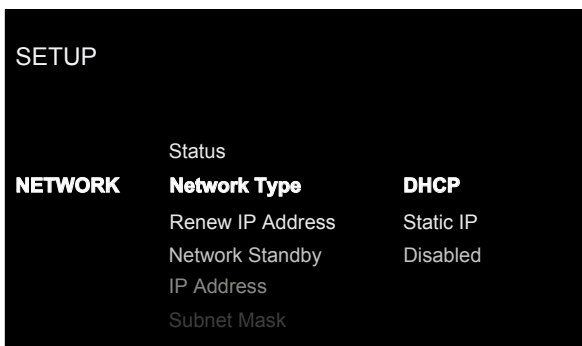 SETUP
Status
NETWORK Network Type DHCP
Renew IP Address Static IP
Network Standby Disabled
IP Address
Subnet Mask